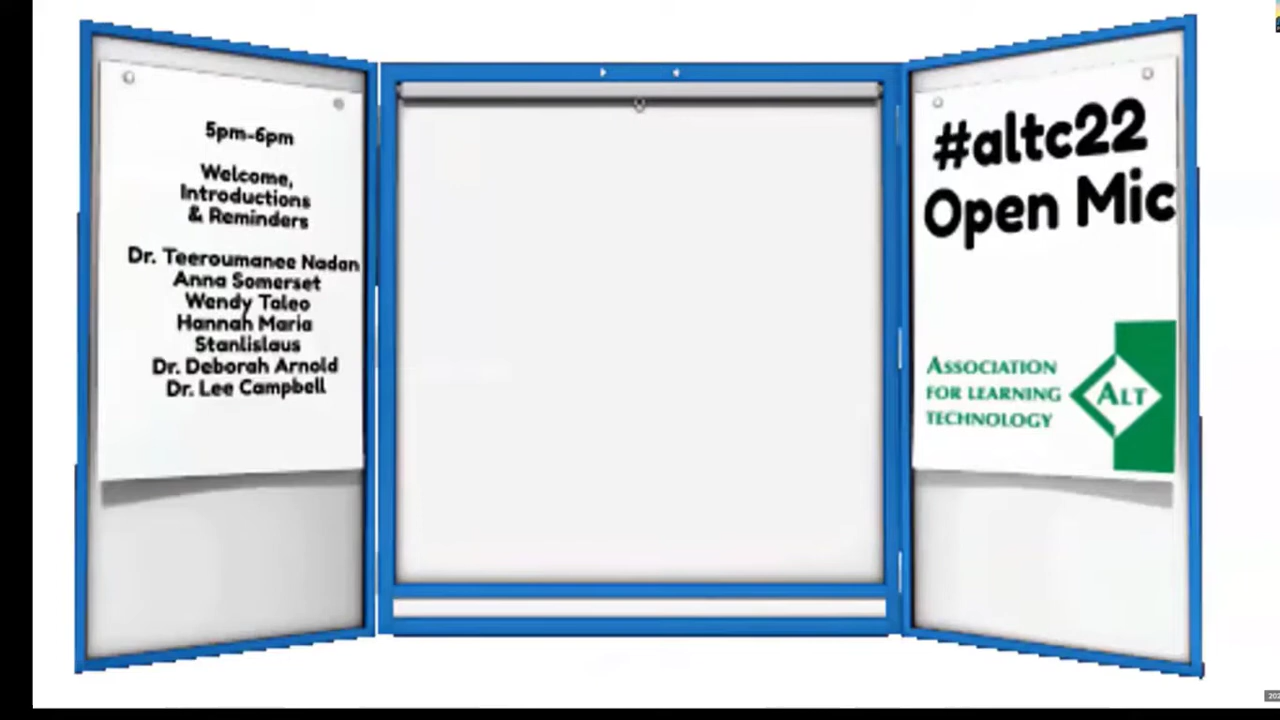 5pm-6pm
Welcome,
Introductions
& Reminders
Dr. Teeroumanee Nadan
Anna Somerset
Wendy Taleo
Hannah Maria
Stanlislaus
Dr. Deborah Arnold
Dr. Lee Campbell
#altc22
Open Mic
ASSOCIATION
FOR LEARNING
TECHNOLOGY
ALT